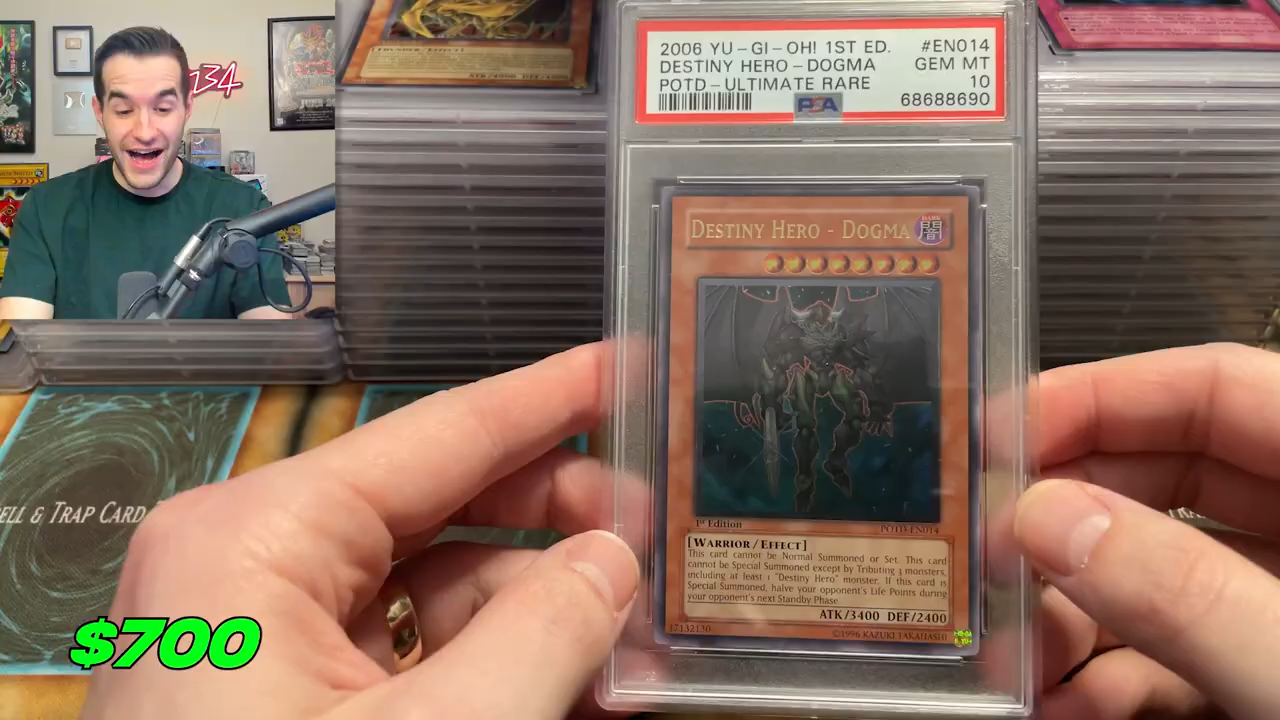 134
2006 YU-GI-OH! 1ST ED. #EN014
DESTINY HERO-DOGMA GEM MT
POTD-ULTIMATE RARE 10
PSA 68688690
DESTINY HERO - DOGMA
DARK
闇
1st Edition POTD-EN014
[WARRIOR/EFFECT]
This card cannot be Normal Summoned or Set. This card
cannot be Special Summoned except by Tributing 3 monsters,
including at least 1 "Destiny Hero" monster. If this card is
Special Summoned, halve your opponent's Life Points during
your opponent's next Standby Phase.
ATK/3400 DEF/2400
17132130 ©1996 KAZUKI TAKAHASHI
ELL & TRAP CARD
$700